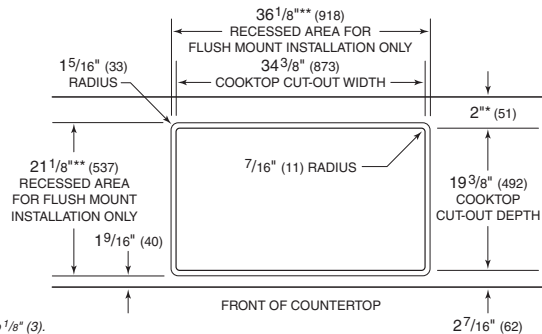 36 1/8"** (918)
RECESSED AREA FOR
FLUSH MOUNT INSTALLATION ONLY
1 5/16" (33)
RADIUS
34 3/8" (873)
COOKTOP CUT-OUT WIDTH
2"* (51)
21 1/8"** (537)
RECESSED AREA
FOR FLUSH MOUNT
INSTALLATION ONLY
7/16" (11) RADIUS
19 3/8" (492)
COOKTOP
CUT-OUT DEPTH
1 9/16" (40)
FRONT OF COUNTERTOP
1/8" (3).
2 7/16" (62)